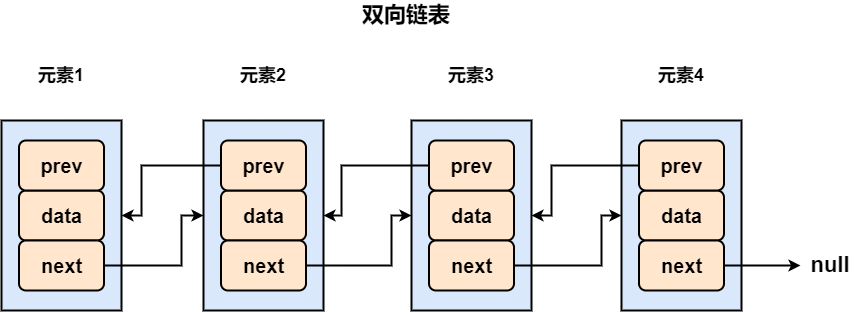 双向链表
元素1 元素2 元素3 元素4
prev prev prev prev
data data data data
next next next next null